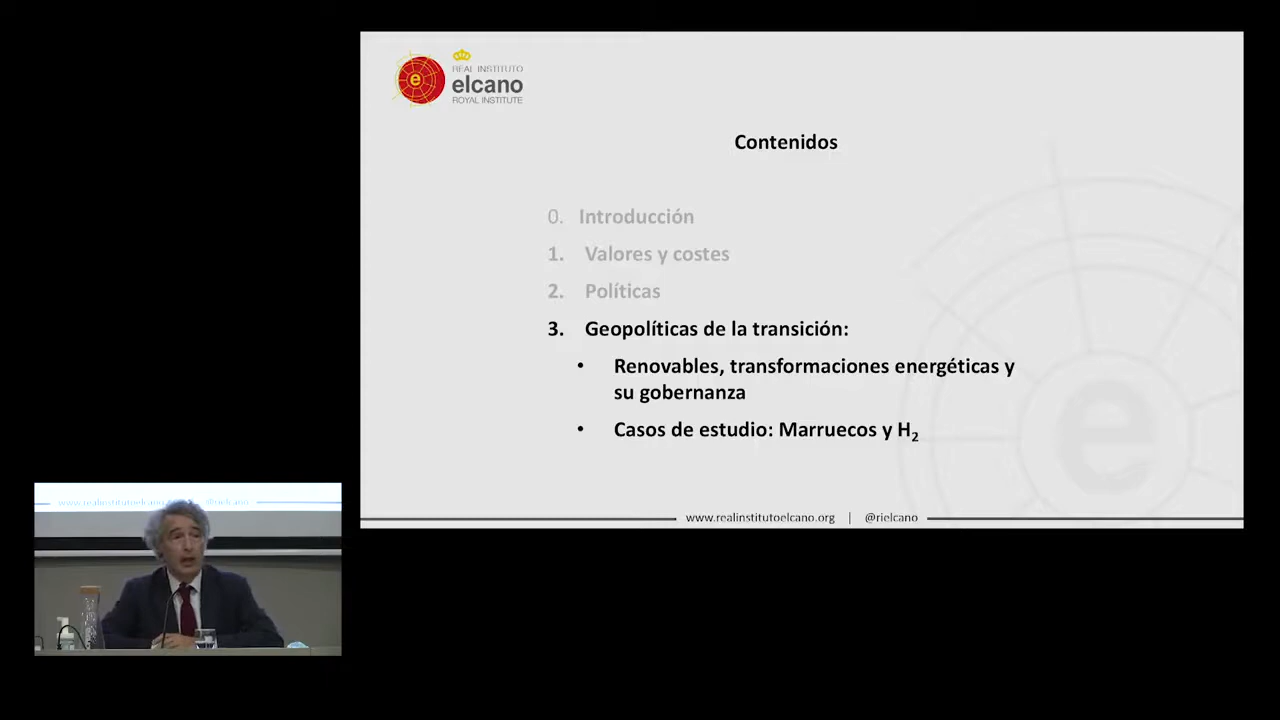 REAL INSTITUTO
elcano
ROYAL INSTITUTE
Contenidos
0. Introducción
1. Valores y costes
2. Políticas
3. Geopolíticas de la transición:
• Renovables, transformaciones energéticas y
su gobernanza
• Casos de estudio: Marruecos y H₂
www.realinstitutoelcano.org | @rielcano